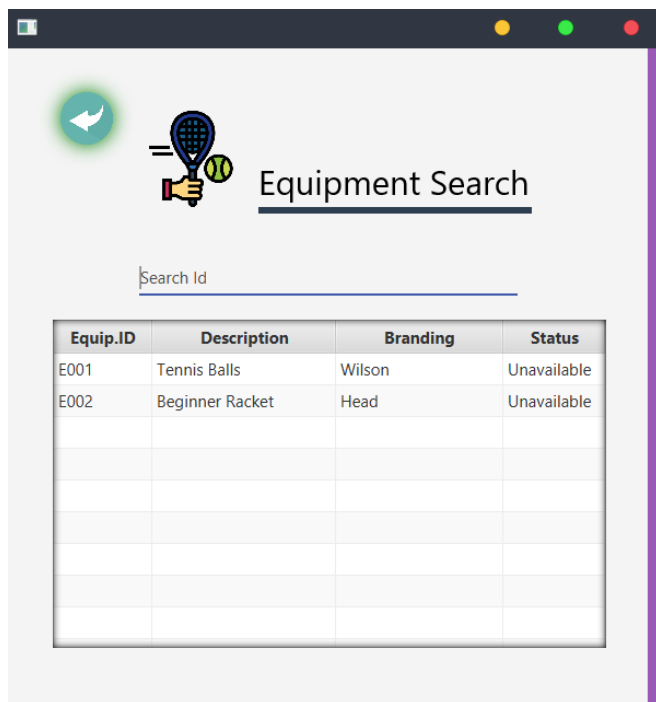 Equipment Search
Search Id
Equip.ID Description Branding Status
E001 Tennis Balls Wilson Unavailable
E002 Beginner Racket Head Unavailable